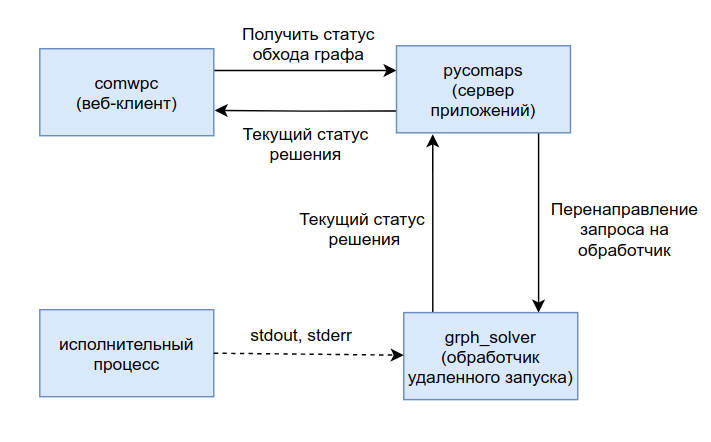 Получить статус
обхода графа
comwpc
(веб-клиент)
pycomaps
(сервер
приложений)
Текущий статус
решения
Текущий статус
решения
Перенаправление
запроса на
обработчик
исполнительный
процесс
stdout, stderr
grph_solver
(обработчик
удаленного запуска)